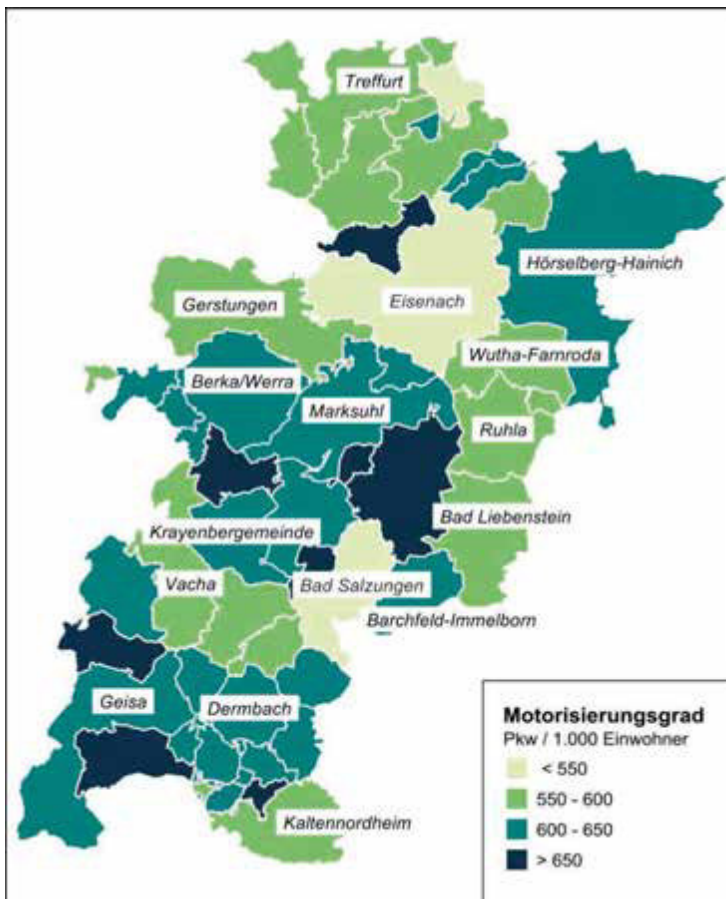 Treffurt
Hörselberg-Hainich
Eisenach
Gerstungen
Wutha-Farnroda
Berka/Werra
Marksuhl
Ruhla
Bad Liebenstein
Krayenbergemeinde
Vacha
Bad Salzungen
Barchfeld-Immelborn
Geisa
Dermbach
Kaltennordheim
Motorisierungsgrad
Pkw / 1.000 Einwohner
< 550
550 - 600
600 - 650
> 650